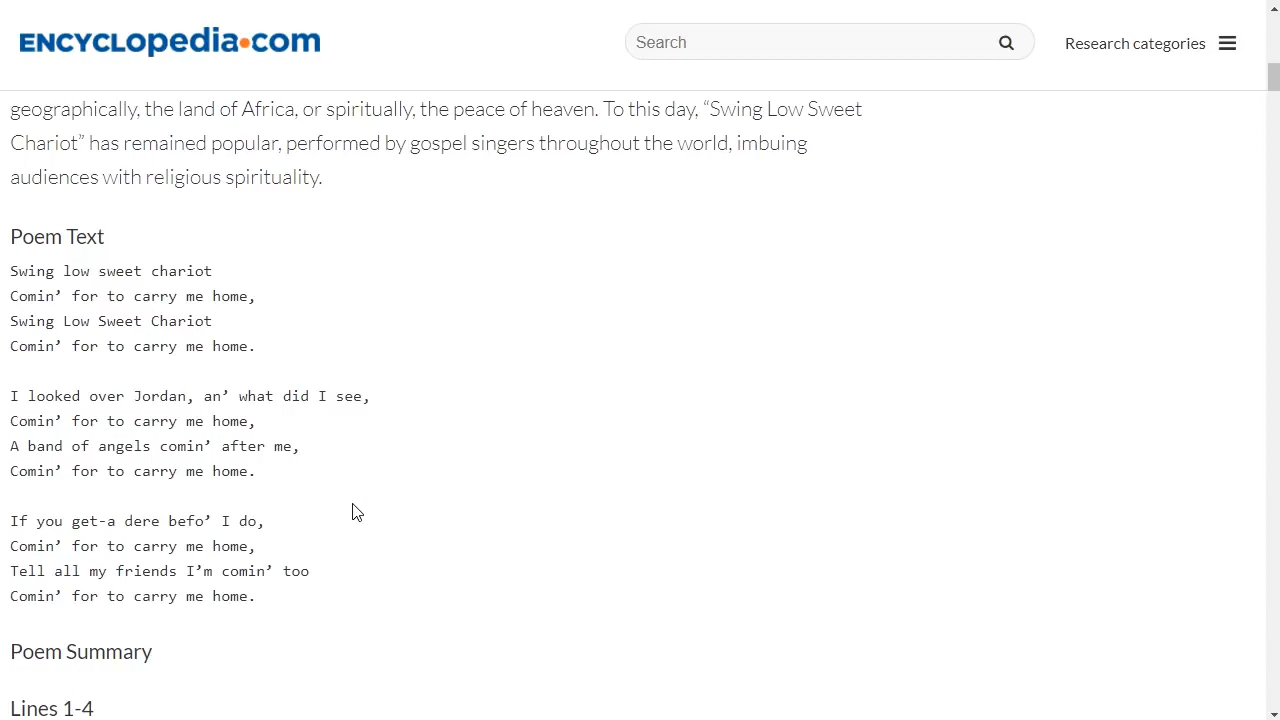 ENCYCLopedia.com
Search
Research categories
geographically, the land of Africa, or spiritually, the peace of heaven. To this day, “Swing Low Sweet
Chariot” has remained popular, performed by gospel singers throughout the world, imbuing
audiences with religious spirituality.
Poem Text
Swing low sweet chariot
Comin’ for to carry me home,
Swing Low Sweet Chariot
Comin’ for to carry me home.
I looked over Jordan, an’ what did I see,
Comin’ for to carry me home,
A band of angels comin’ after me,
Comin’ for to carry me home.
If you get-a dere befo’ I do,
Comin’ for to carry me home,
Tell all my friends I’m comin’ too
Comin’ for to carry me home.
Poem Summary
Lines 1-4